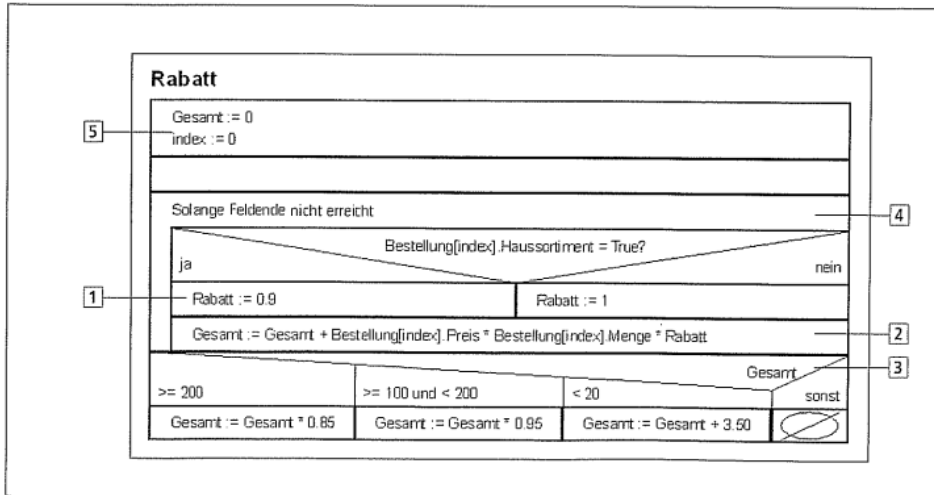 Rabatt
Gesamt := 0
5
index := 0
Solange Feldende nicht erreicht
4
Bestellung[index].Haussortiment = True?
ja
nein
1
Rabatt := 0.9
Rabatt := 1
Gesamt := Gesamt + Bestellung[index].Preis * Bestellung[index].Menge * Rabatt
2
Gesamt
3
>= 200
>= 100 und < 200
< 20
sonst
Gesamt := Gesamt * 0.85
Gesamt := Gesamt * 0.95
Gesamt := Gesamt + 3.50